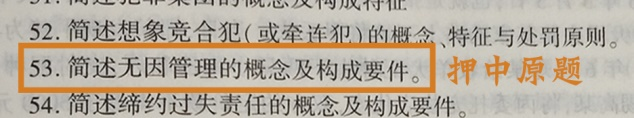 52. 简述想象竞合犯(或牵连犯)的概念、特征与处罚原则。
53. 简述无因管理的概念及构成要件。 押中原题
54. 简述缔约过失责任的概念及构成要件。